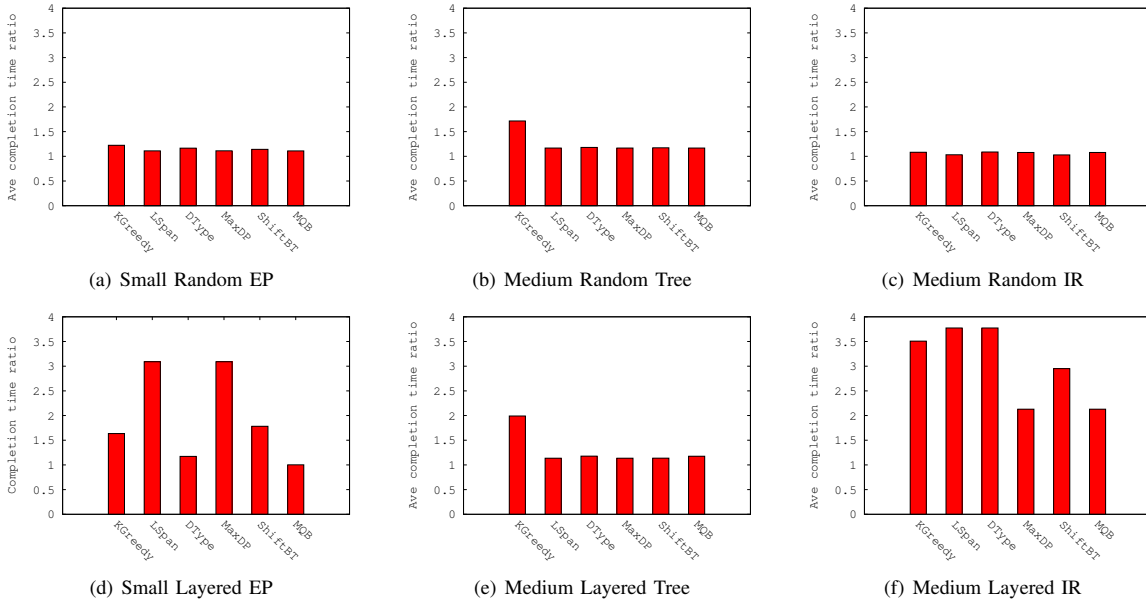 Ave completion time ratio
4
3.5
3
2.5
2
1.5
1
0.5
0
KGreedy
LSpan
DType
MaxDP
ShiftBT
MQB
(a) Small Random EP
Ave completion time ratio
4
3.5
3
2.5
2
1.5
1
0.5
0
KGreedy
LSpan
DType
MaxDP
ShiftBT
MQB
(b) Medium Random Tree
Ave completion time ratio
4
3.5
3
2.5
2
1.5
1
0.5
0
KGreedy
LSpan
DType
MaxDP
ShiftBT
MQB
(c) Medium Random IR
Completion time ratio
4
3.5
3
2.5
2
1.5
1
0.5
0
KGreedy
LSpan
DType
MaxDP
ShiftBT
MQB
(d) Small Layered EP
Ave completion time ratio
4
3.5
3
2.5
2
1.5
1
0.5
0
KGreedy
LSpan
DType
MaxDP
ShiftBT
MQB
(e) Medium Layered Tree
Ave completion time ratio
4
3.5
3
2.5
2
1.5
1
0.5
0
KGreedy
LSpan
DType
MaxDP
ShiftBT
MQB
(f) Medium Layered IR